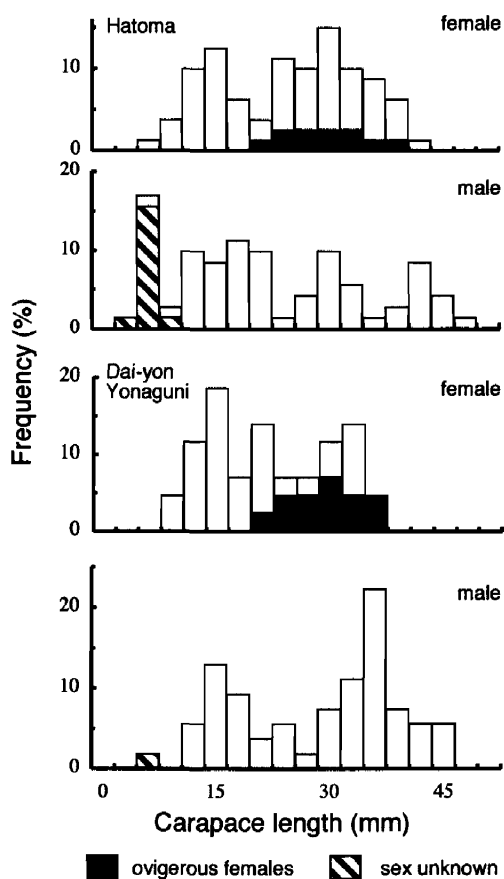 Hatoma
female
10
0
20
male
10
0
Dai-yon
Yonaguni
female
20
10
0
male
20
10
0
0 15 30 45
Frequency (%)
Carapace length (mm)
ovigerous females
sex unknown